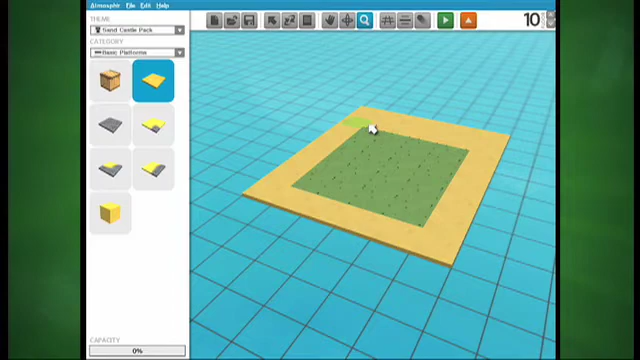 Atmosphir File Edit Help
THEME
Sand Castle Pack
CATEGORY
Basic Platforms
10
CAPACITY
0%